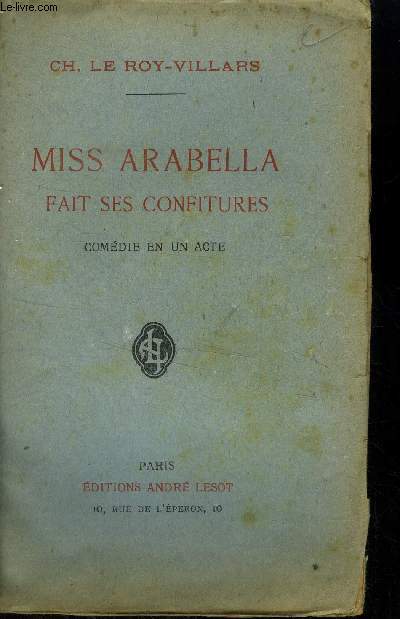 Le-livre.com
CH. LE ROY-VILLARS
MISS ARABELLA
FAIT SES CONFITURES
COMÉDIE EN UN ACTE
PARIS
ÉDITIONS ANDRÉ LESOT
10, RUE DE L'ÉPERON, 10